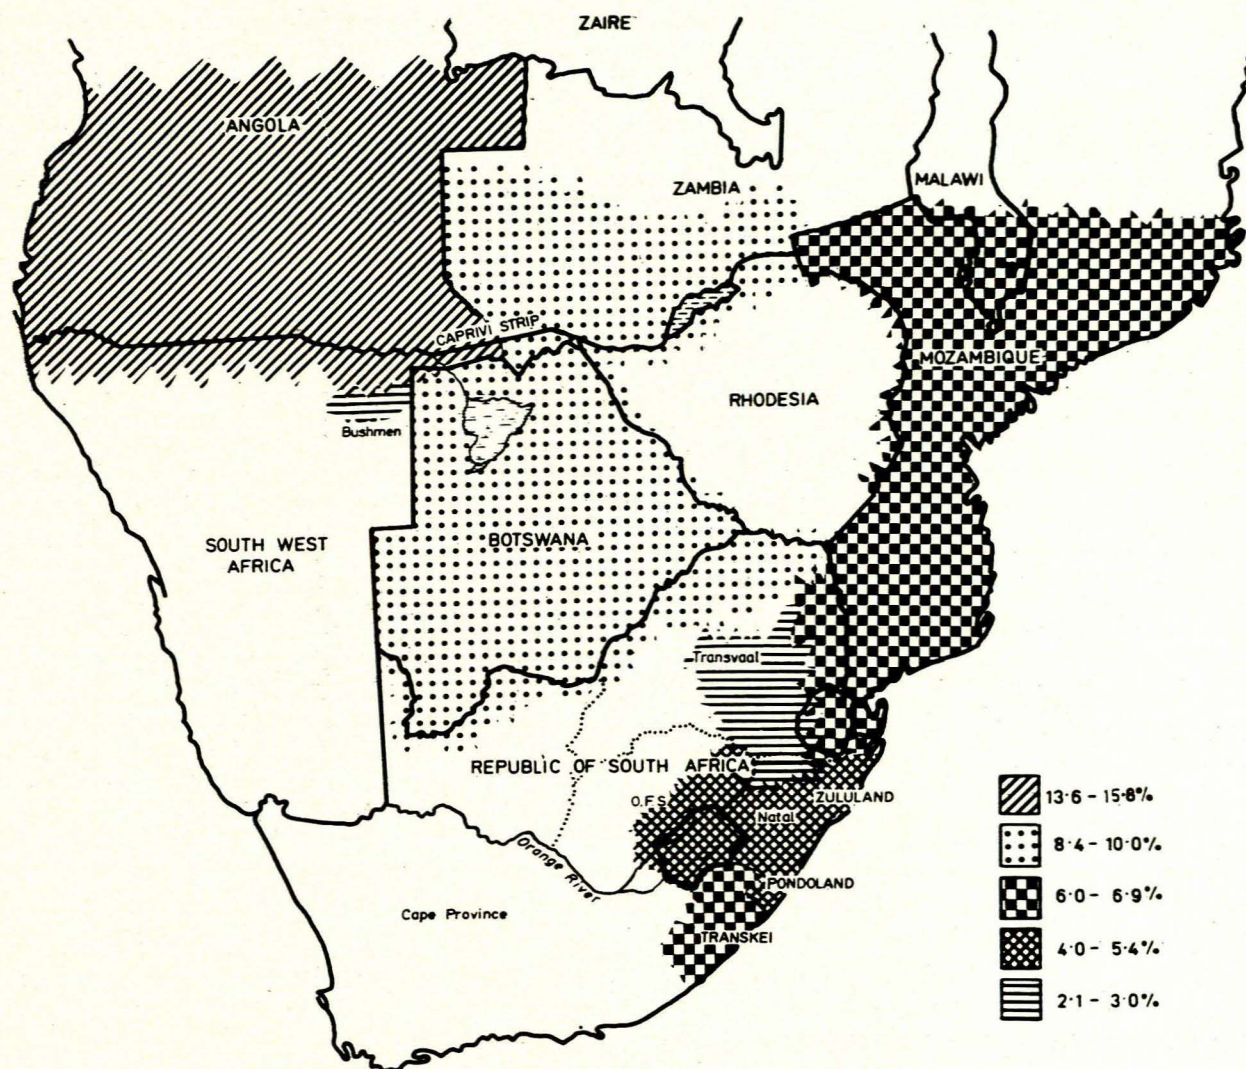 ZAIRE
ANGOLA
ZAMBIA
MALAWI
CAPRIVI STRIP
MOZAMBIQUE
RHODESIA
Bushmen
SOUTH WEST
AFRICA
BOTSWANA
Transvaal
REPUBLIC OF SOUTH AFRICA
O.F.S.
ZULULAND
Natal
Orange River
PONDOLAND
Cape Province
TRANSKEI
13·6 - 15·8%
8·4 - 10·0%
6·0 - 6·9%
4·0 - 5·4%
2·1 - 3·0%